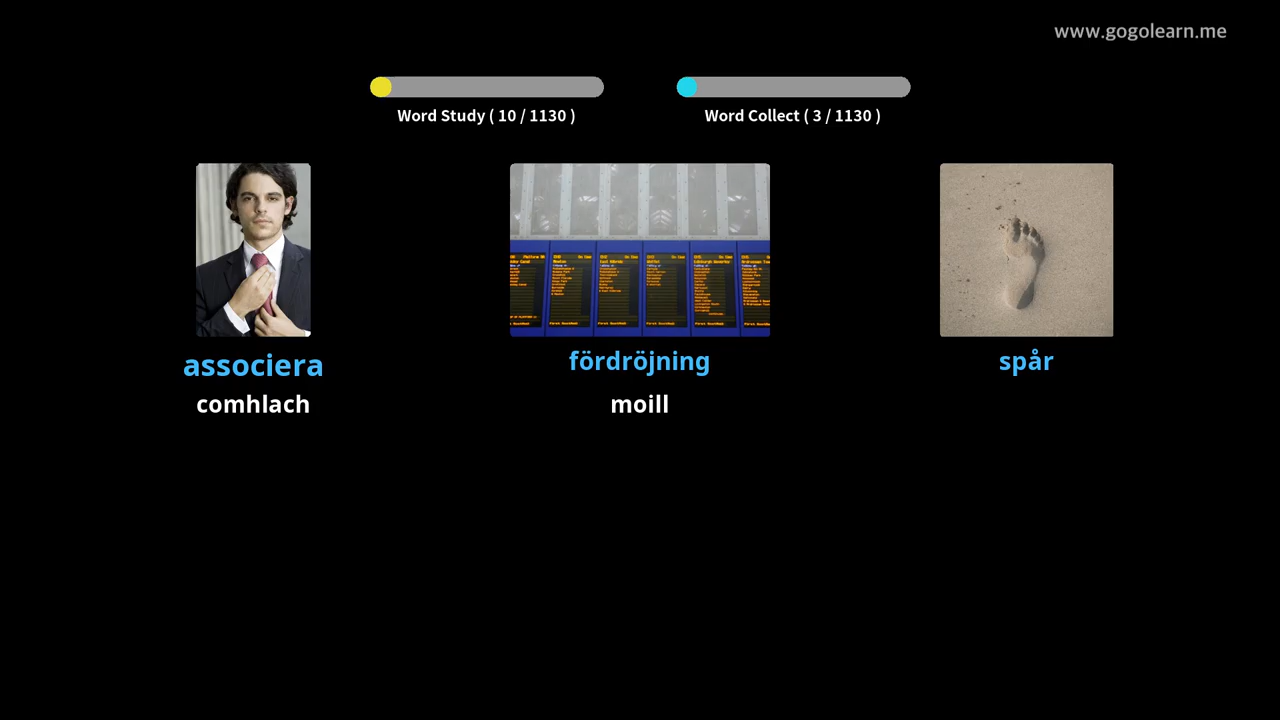 www.gogolearn.me
Word Study ( 10 / 1130 )
Word Collect ( 3 / 1130 )
associera
fördröjning
spår
comhlach
moill